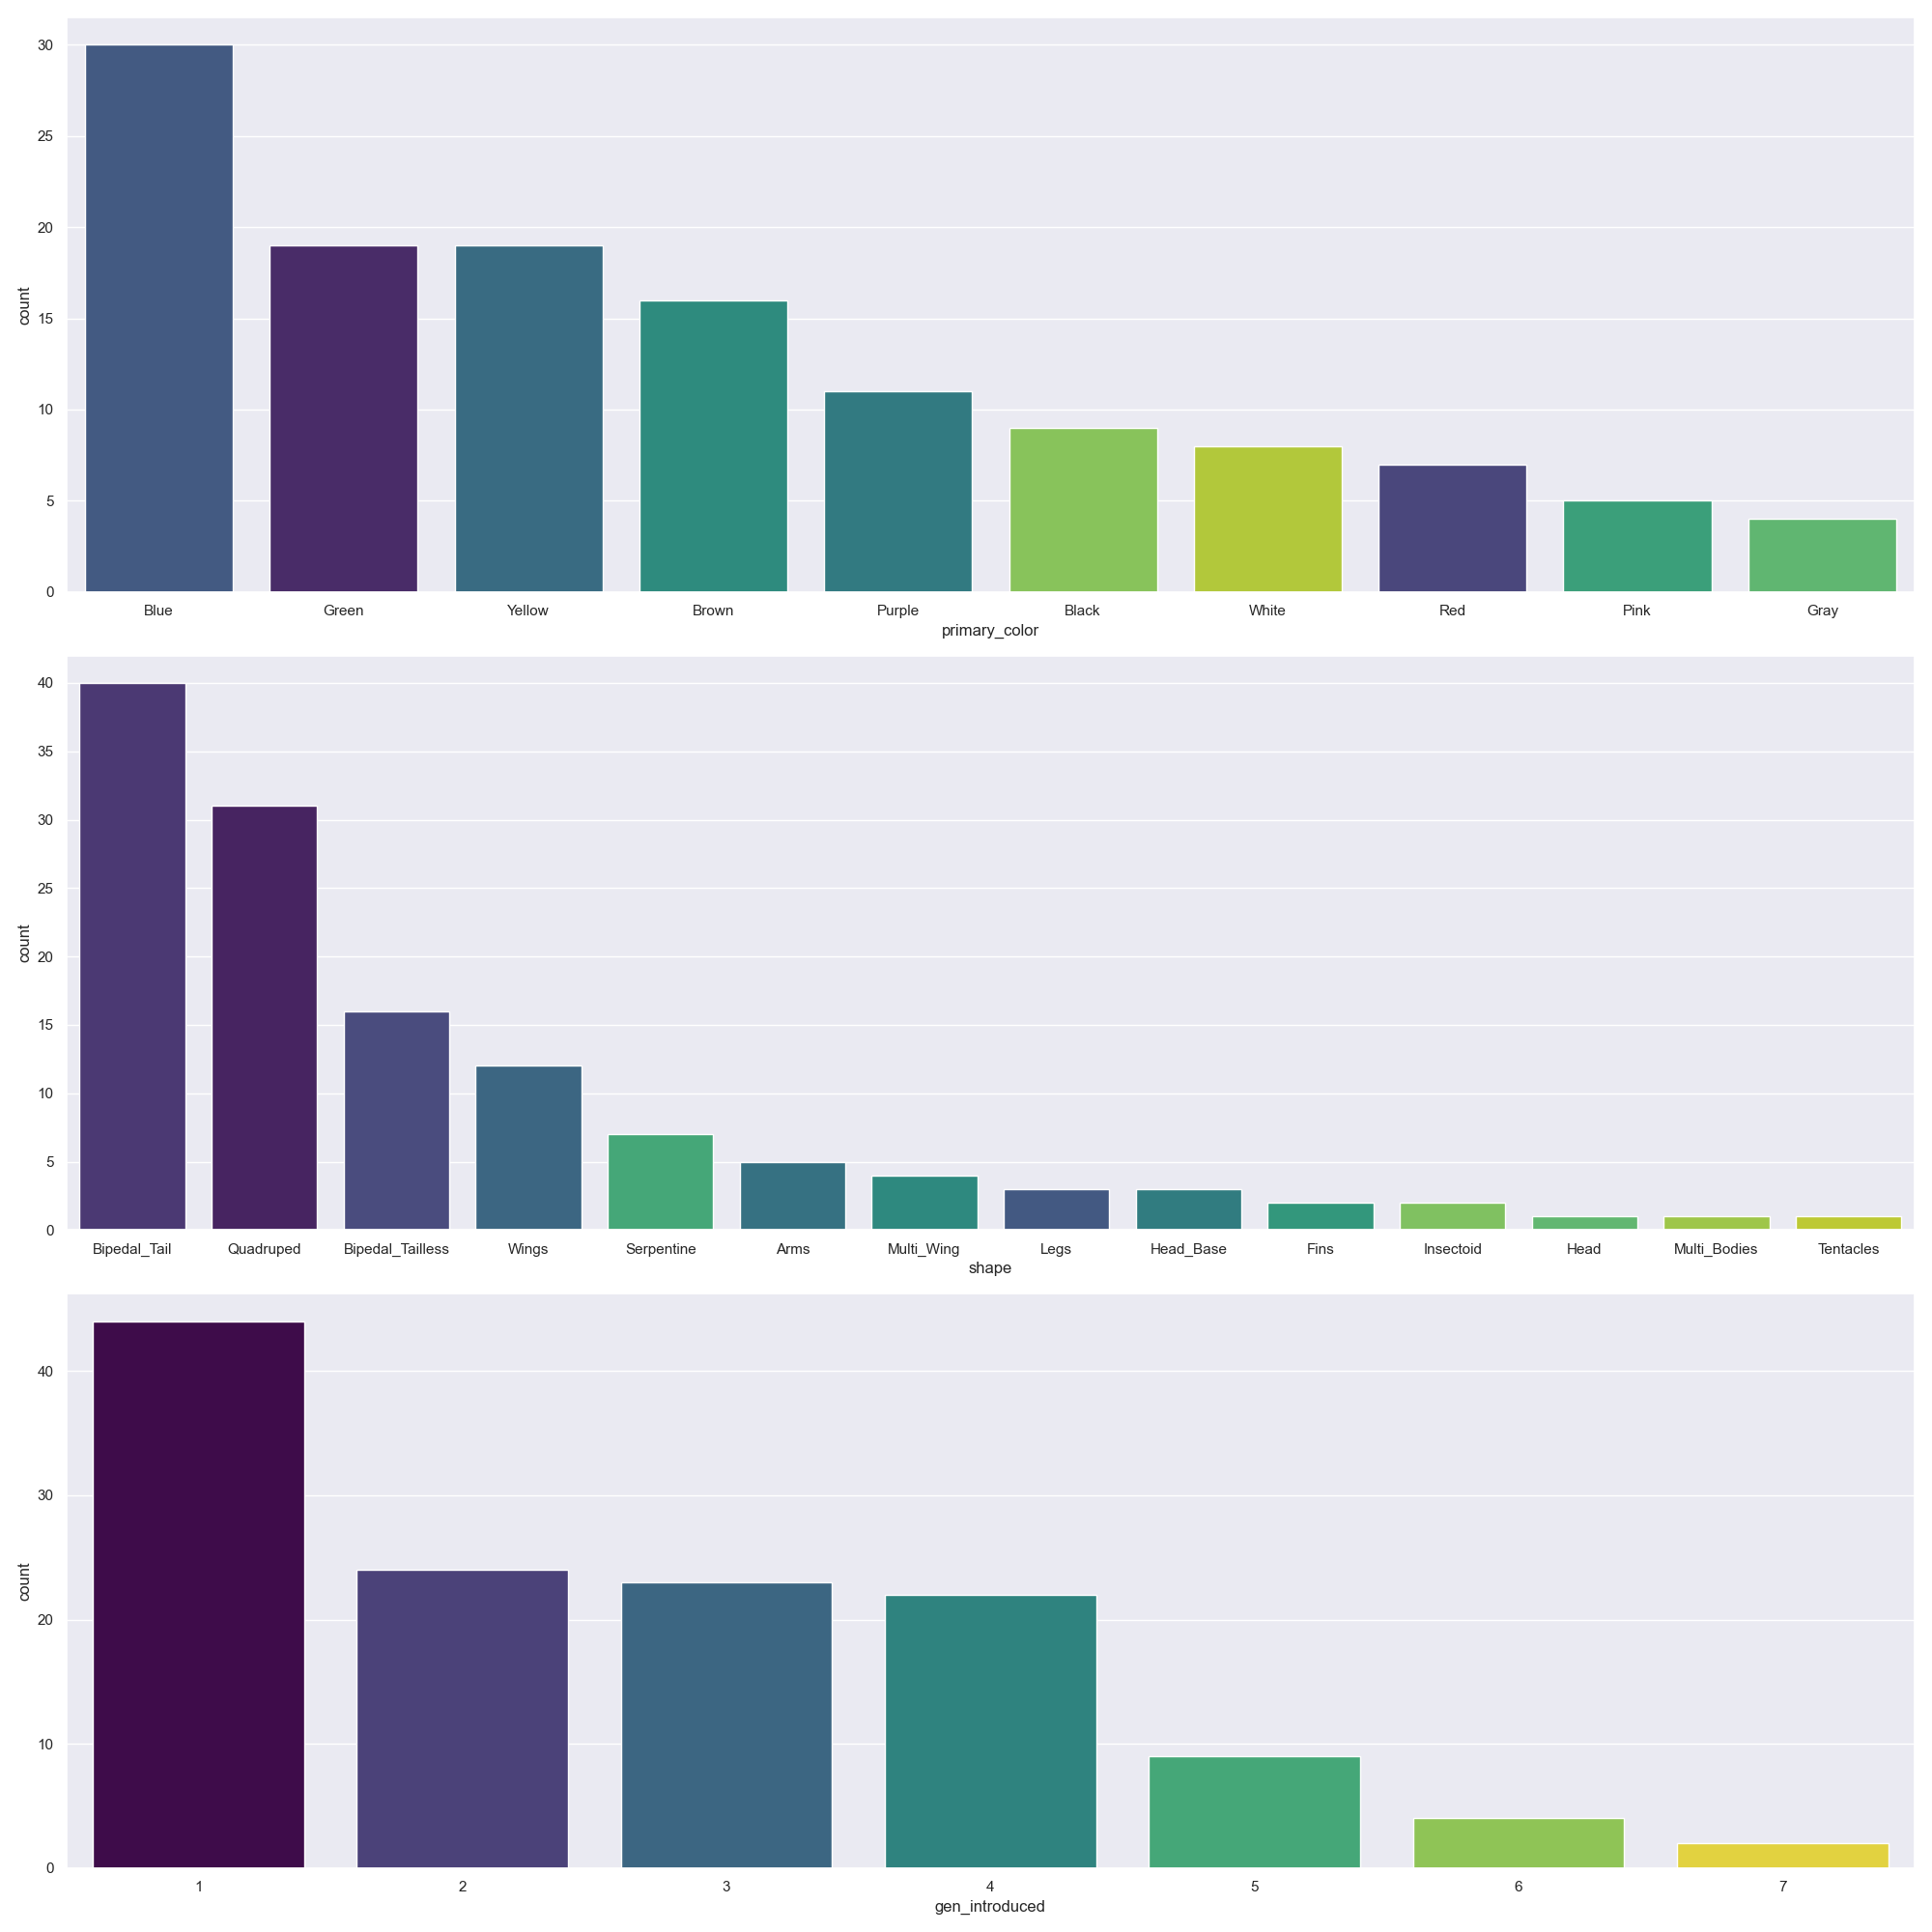 30
25
20
15
10
5
0
count
Blue Green Yellow Brown Purple Black White Red Pink Gray
primary_color
40
35
30
25
20
15
10
5
0
count
Bipedal_Tail Quadruped Bipedal_Tailless Wings Serpentine Arms Multi_Wing Legs Head_Base Fins Insectoid Head Multi_Bodies Tentacles
shape
40
30
20
10
0
count
1 2 3 4 5 6 7
gen_introduced